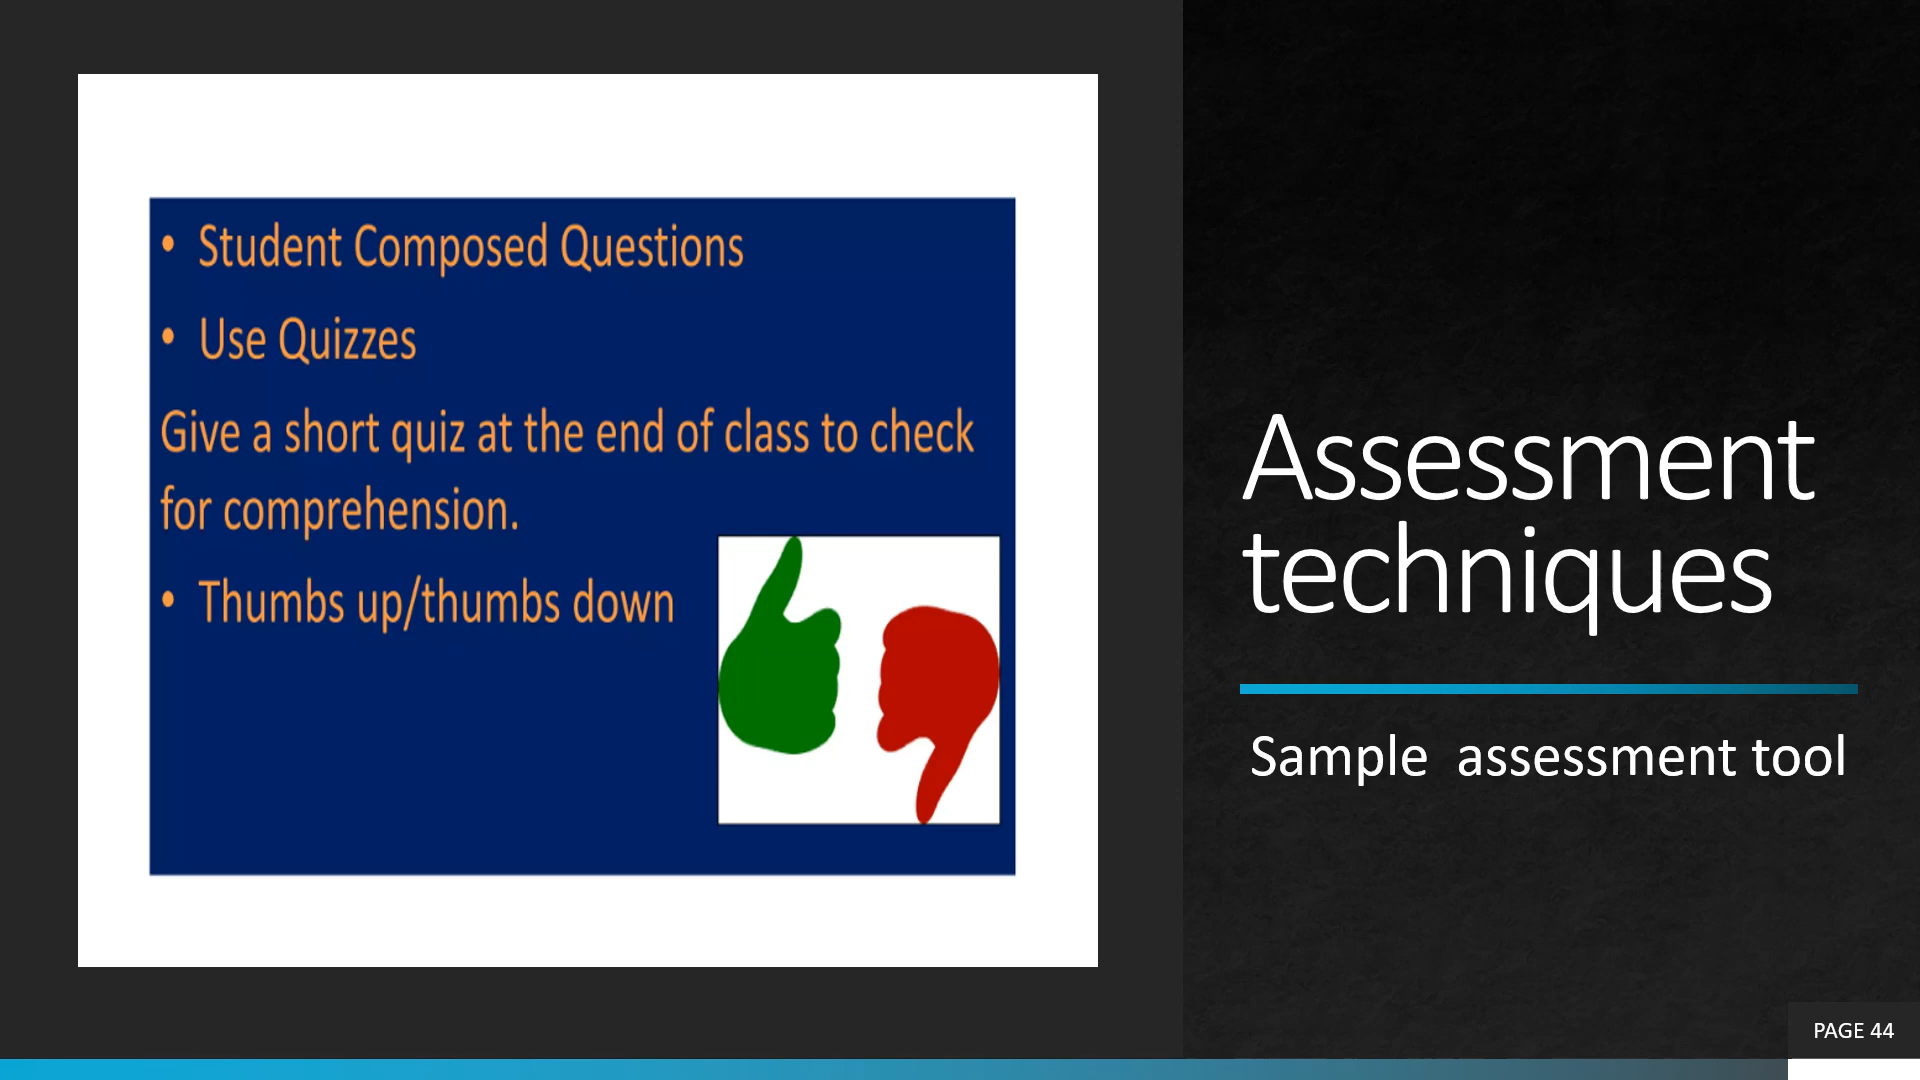 • Student Composed Questions
• Use Quizzes
Give a short quiz at the end of class to check
for comprehension.
• Thumbs up/thumbs down
Assessment
techniques
Sample  assessment tool
PAGE 44